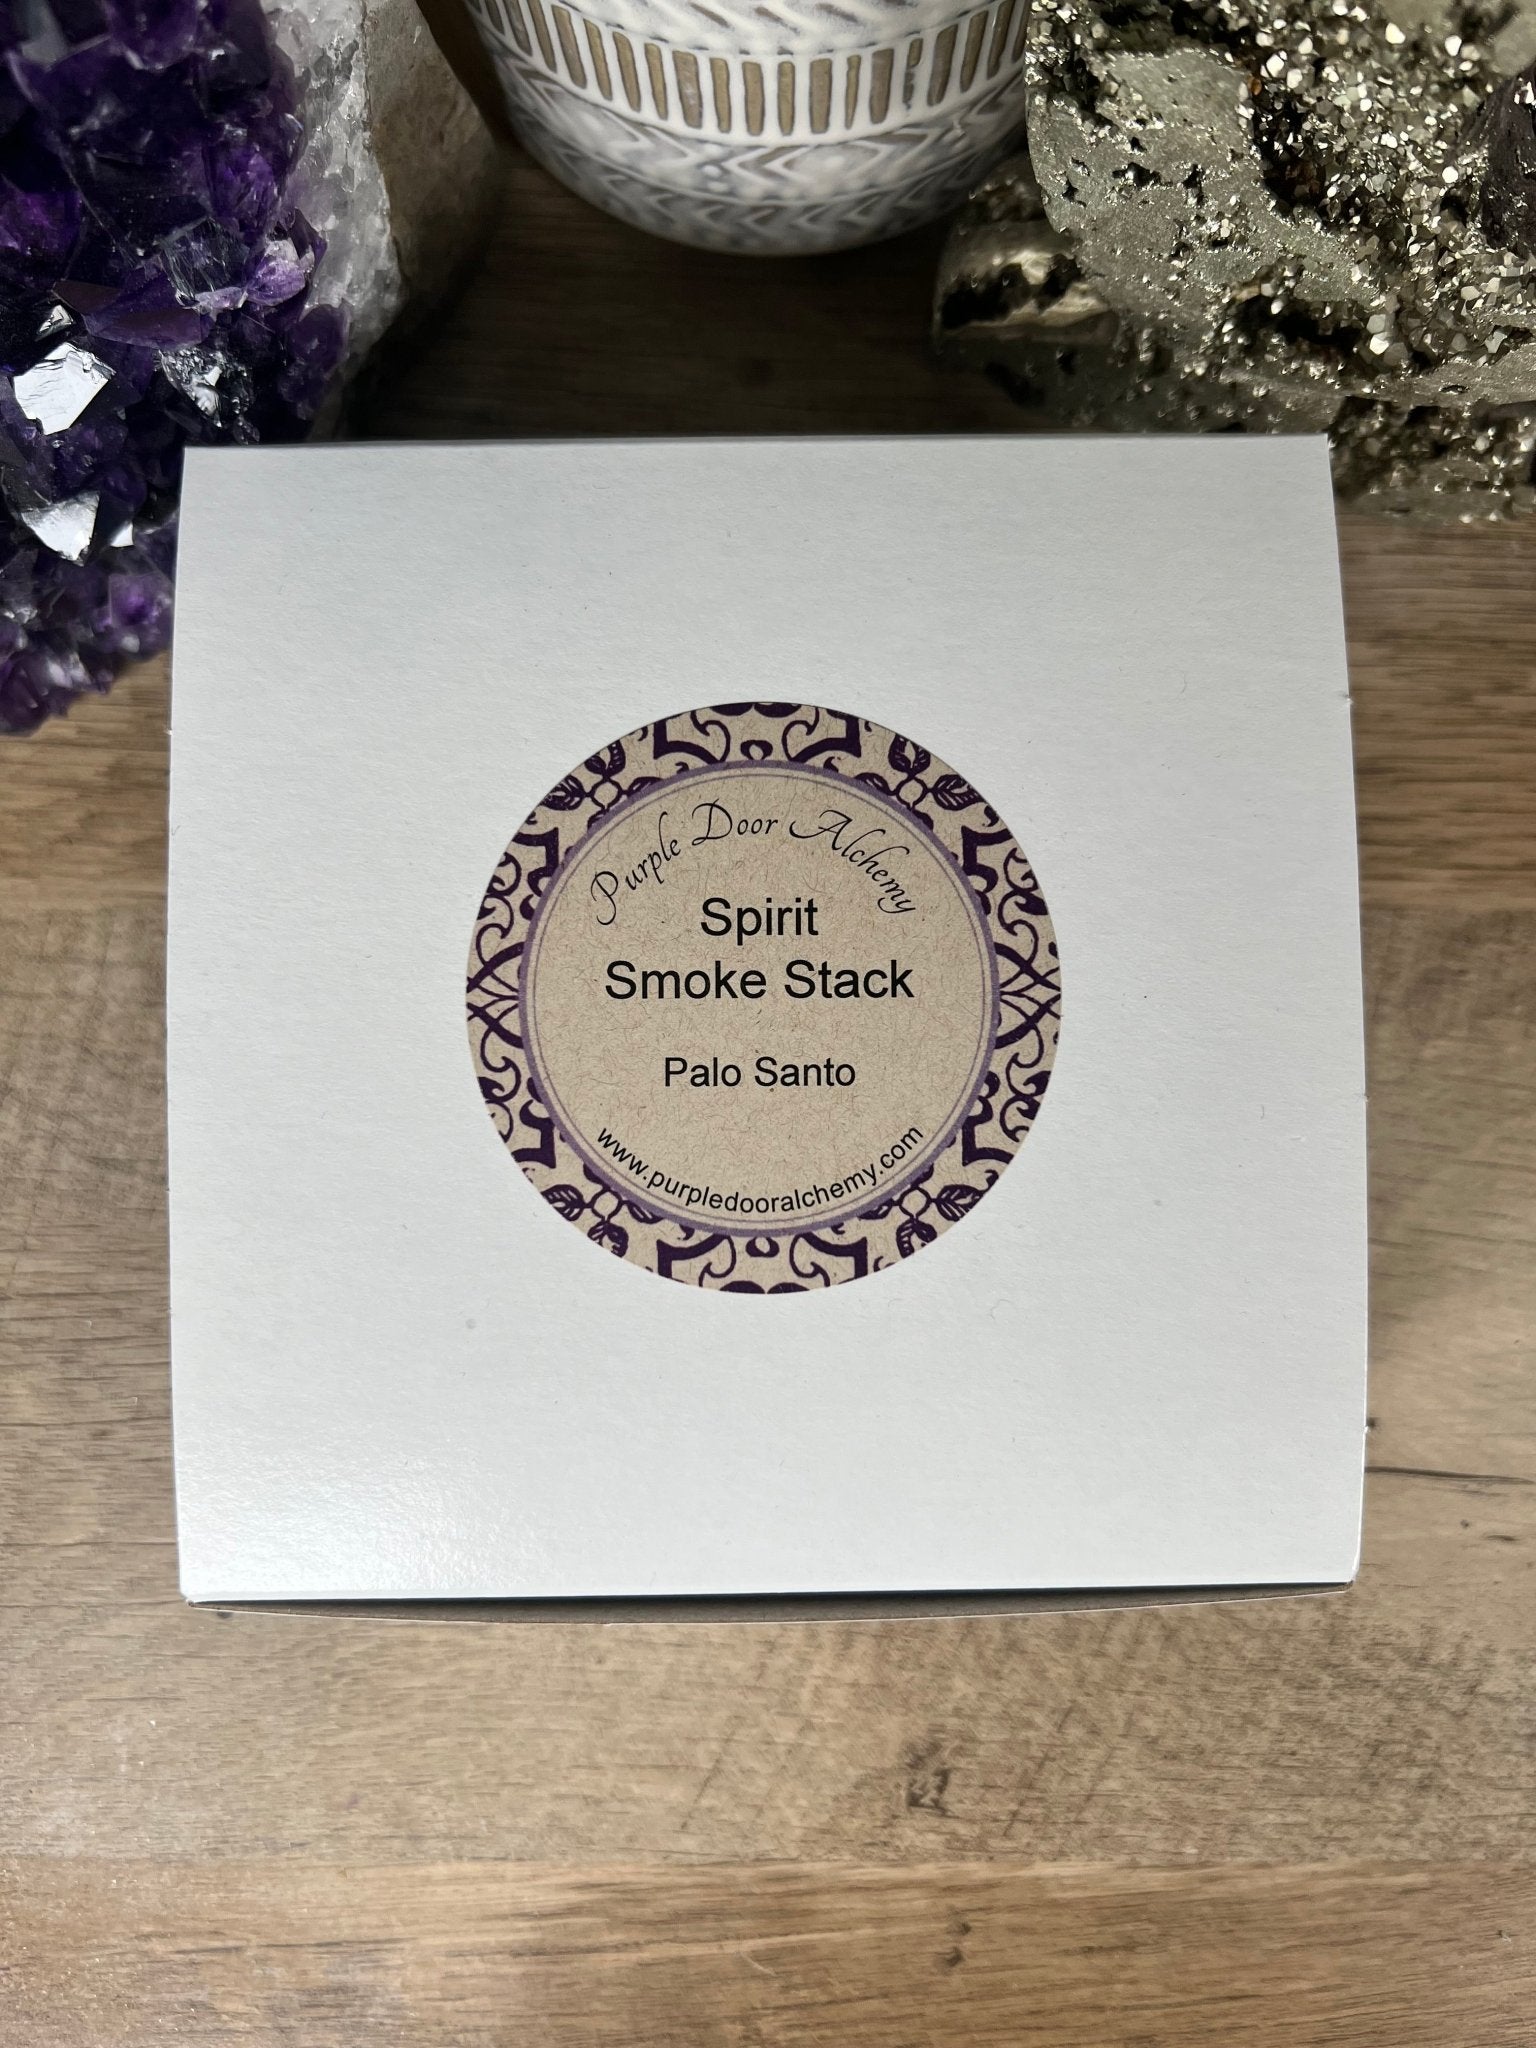 Purple Door Alchemy
Spirit
Smoke Stack
Palo Santo
www.purpledooralchemy.com